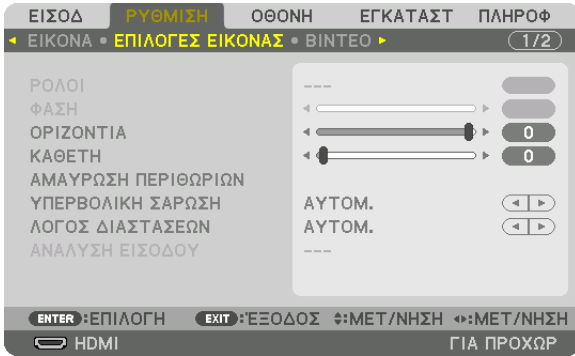 ΕΙΣΟΔ ΡΥΘΜΙΣΗ ΟΘΟΝΗ ΕΓΚΑΤΑΣΤ ΠΛΗΡΟΦ
◂ ΕΙΚΟΝΑ • ΕΠΙΛΟΓΕΣ ΕΙΚΟΝΑΣ • ΒΙΝΤΕΟ ▸ 1/2
ΡΟΛΟΙ ---
ΦΑΣΗ
ΟΡΙΖΟΝΤΙΑ 0
ΚΑΘΕΤΗ 0
ΑΜΑΥΡΩΣΗ ΠΕΡΙΘΩΡΙΩΝ
ΥΠΕΡΒΟΛΙΚΗ ΣΑΡΩΣΗ ΑΥΤΟΜ.
ΛΟΓΟΣ ΔΙΑΣΤΑΣΕΩΝ ΑΥΤΟΜ.
ΑΝΑΛΥΣΗ ΕΙΣΟΔΟΥ ---
ENTER :ΕΠΙΛΟΓΗ EXIT :ΈΞΟΔΟΣ :ΜΕΤ/ΝΗΣΗ :ΜΕΤ/ΝΗΣΗ
HDMI ΓΙΑ ΠΡΟΧΩΡ